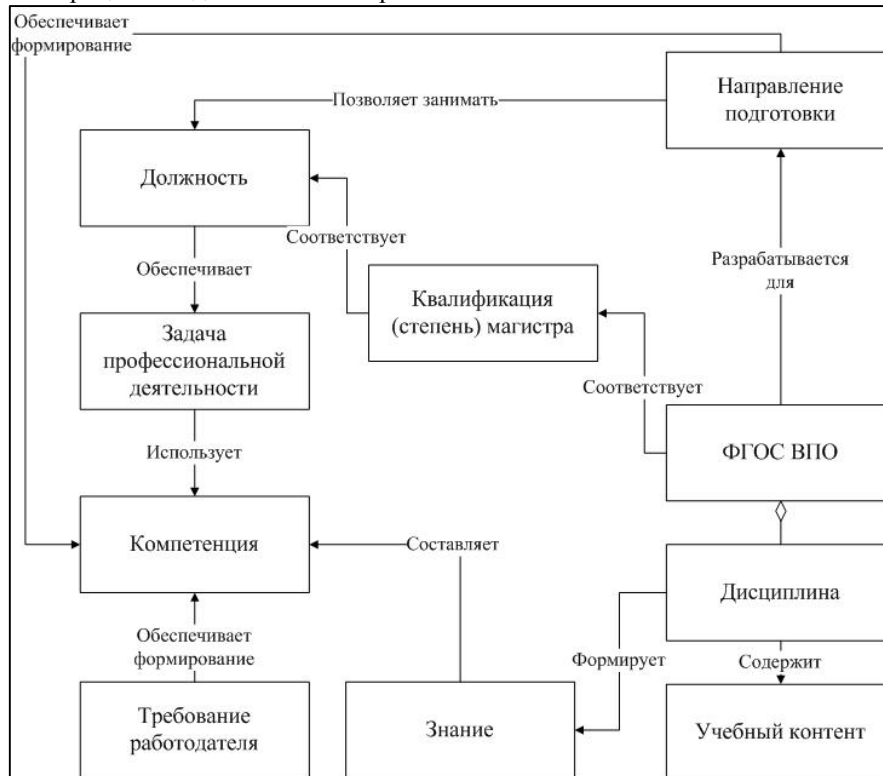 Обеспечивает
формирование
Направление
подготовки
Позволяет занимать
Должность
Соответствует
Обеспечивает
Разрабатывается
для
Квалификация
(степень) магистра
Задача
профессиональной
деятельности
Соответствует
Использует
ФГОС ВПО
Компетенция
Составляет
Дисциплина
Обеспечивает
формирование
Формирует
Содержит
Требование
работодателя
Знание
Учебный контент